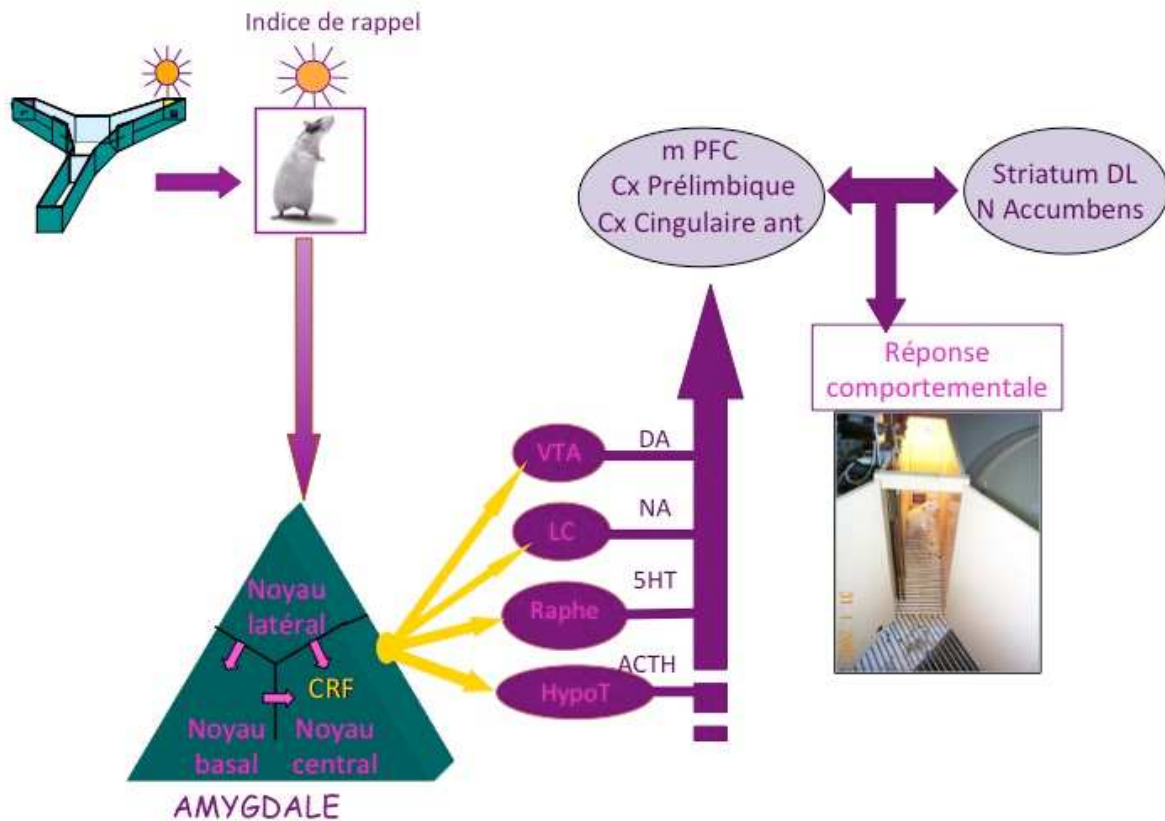 Indice de rappel
m PFC
Cx Prélimbique
Cx Cingulaire ant
Striatum DL
N Accumbens
Réponse
comportementale
VTA
DA
LC
NA
Raphe
5HT
HypoT
ACTH
Noyau
latéral
CRF
Noyau
basal
Noyau
central
AMYGDALE